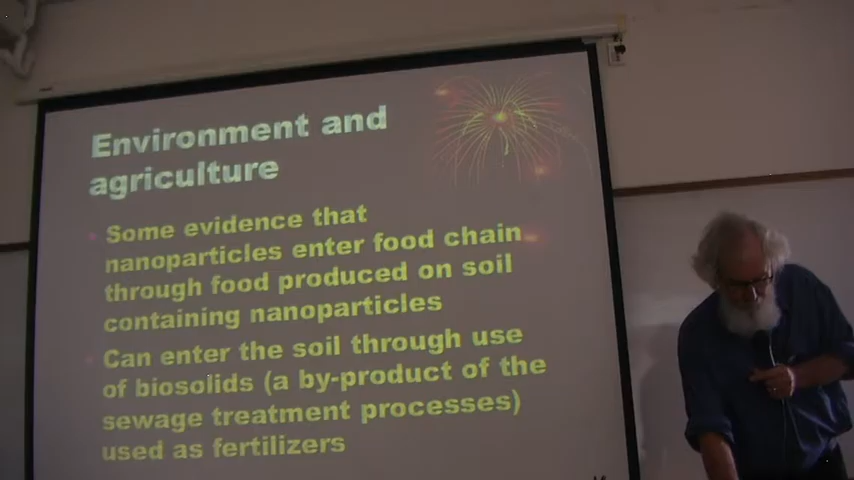 Environment and
agriculture
Some evidence that
nanoparticles enter food chain
through food produced on soil
containing nanoparticles
Can enter the soil through use
of biosolids (a by-product of the
sewage treatment processes)
used as fertilizers